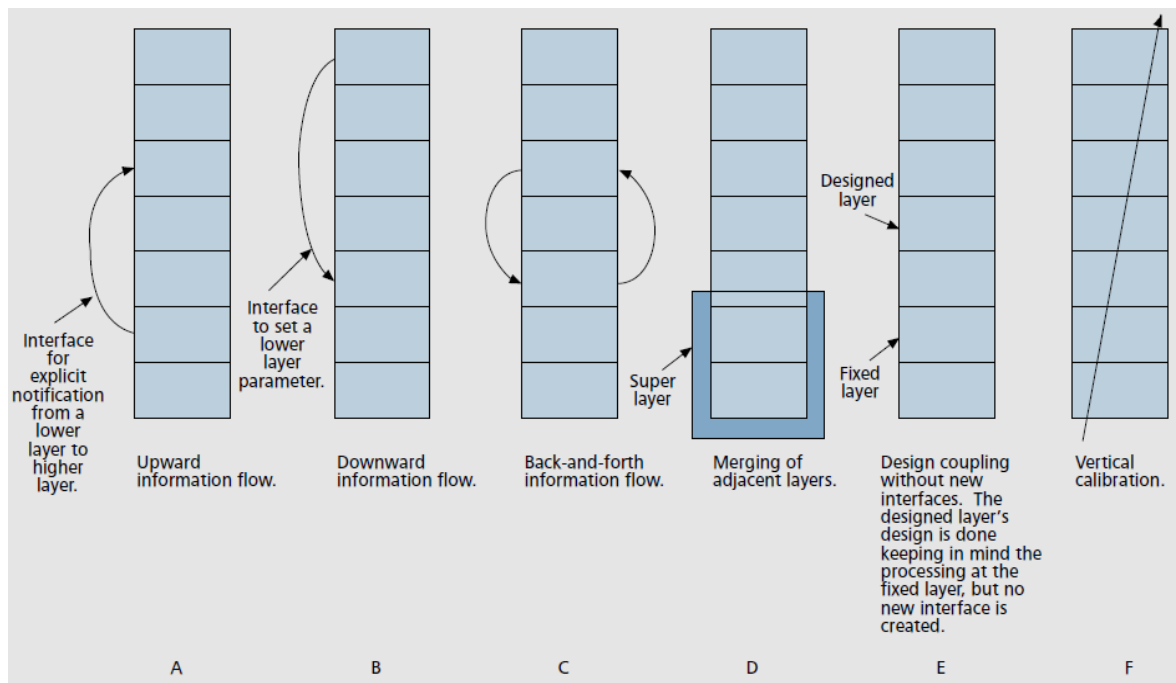 Interface
for
explicit
notification
from a
lower
layer to
higher
layer.
Upward
information flow.
Interface
to set a
lower
layer
parameter.
Downward
information flow.
Back-and-forth
information flow.
Super
layer
Merging of
adjacent layers.
Designed
layer
Fixed
layer
Design coupling
without new
interfaces. The
designed layer's
design is done
keeping in mind the
processing at the
fixed layer, but no
new interface is
created.
Vertical
calibration.
A B C D E F